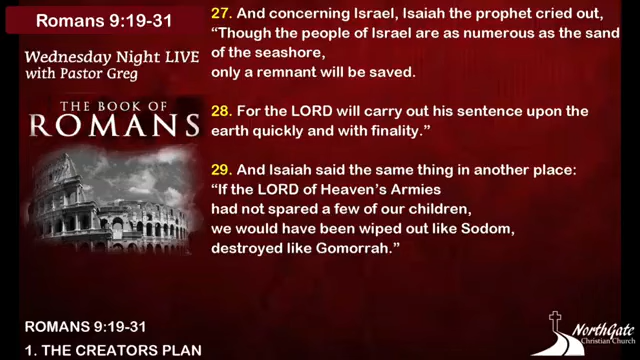 Romans 9:19-31
Wednesday Night LIVE
with Pastor Greg
THE BOOK OF
ROMANS
27. And concerning Israel, Isaiah the prophet cried out,
“Though the people of Israel are as numerous as the sand
of the seashore,
only a remnant will be saved.
28. For the LORD will carry out his sentence upon the
earth quickly and with finality.”
29. And Isaiah said the same thing in another place:
“If the LORD of Heaven’s Armies
had not spared a few of our children,
we would have been wiped out like Sodom,
destroyed like Gomorrah.”
ROMANS 9:19-31
1. THE CREATORS PLAN
NorthGate
Christian Church